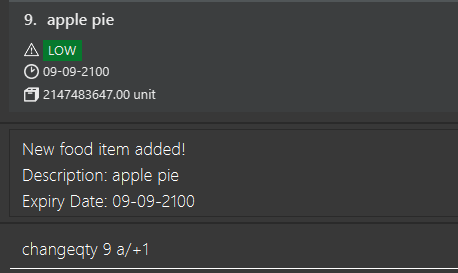 9. apple pie
LOW
09-09-2100
2147483647.00 unit
New food item added!
Description: apple pie
Expiry Date: 09-09-2100
changeqty 9 a/+1